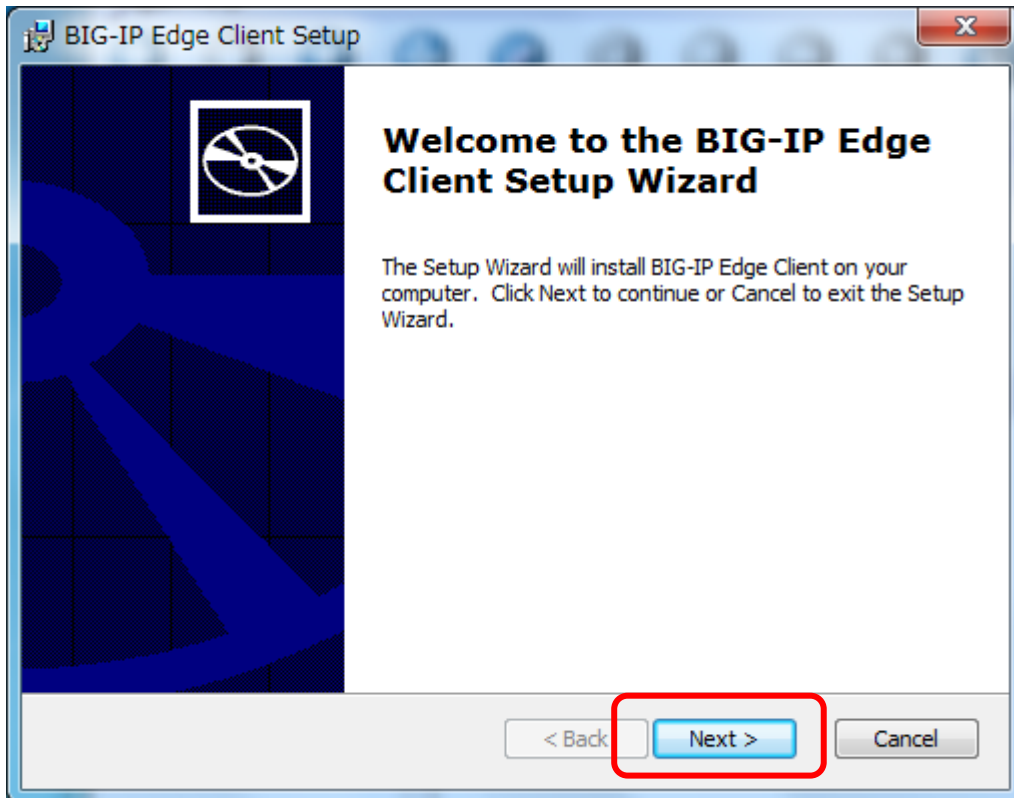 BIG-IP Edge Client Setup
Welcome to the BIG-IP Edge
Client Setup Wizard
The Setup Wizard will install BIG-IP Edge Client on your
computer.  Click Next to continue or Cancel to exit the Setup
Wizard.
< Back
Next >
Cancel